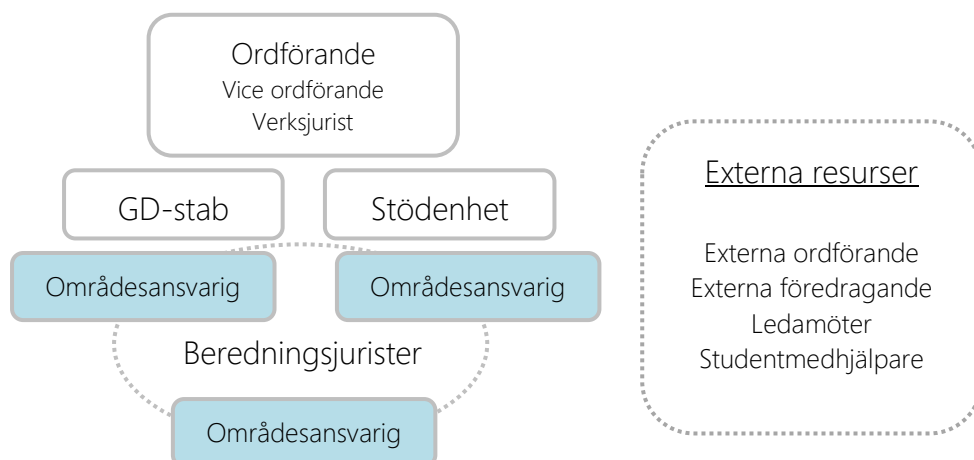 Ordförande
Vice ordförande
Verksjurist
GD-stab
Stödenhet
Områdesansvarig
Områdesansvarig
Beredningsjurister
Områdesansvarig
Externa resurser
Externa ordförande
Externa föredragande
Ledamöter
Studentmedhjälpare